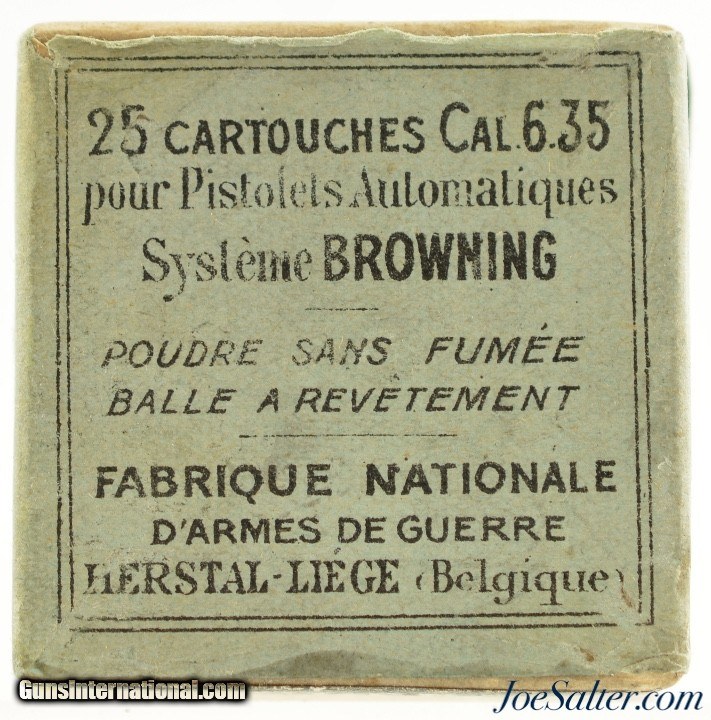 25 CARTOUCHES CAL. 6.35
pour Pistolets Automatiques
Système BROWNING
POUDRE SANS FUMÉE
BALLE A REVÊTEMENT
FABRIQUE NATIONALE
D'ARMES DE GUERRE
HERSTAL-LIÉGE (Belgique)
GunsInternational.com
JoeSalter.com